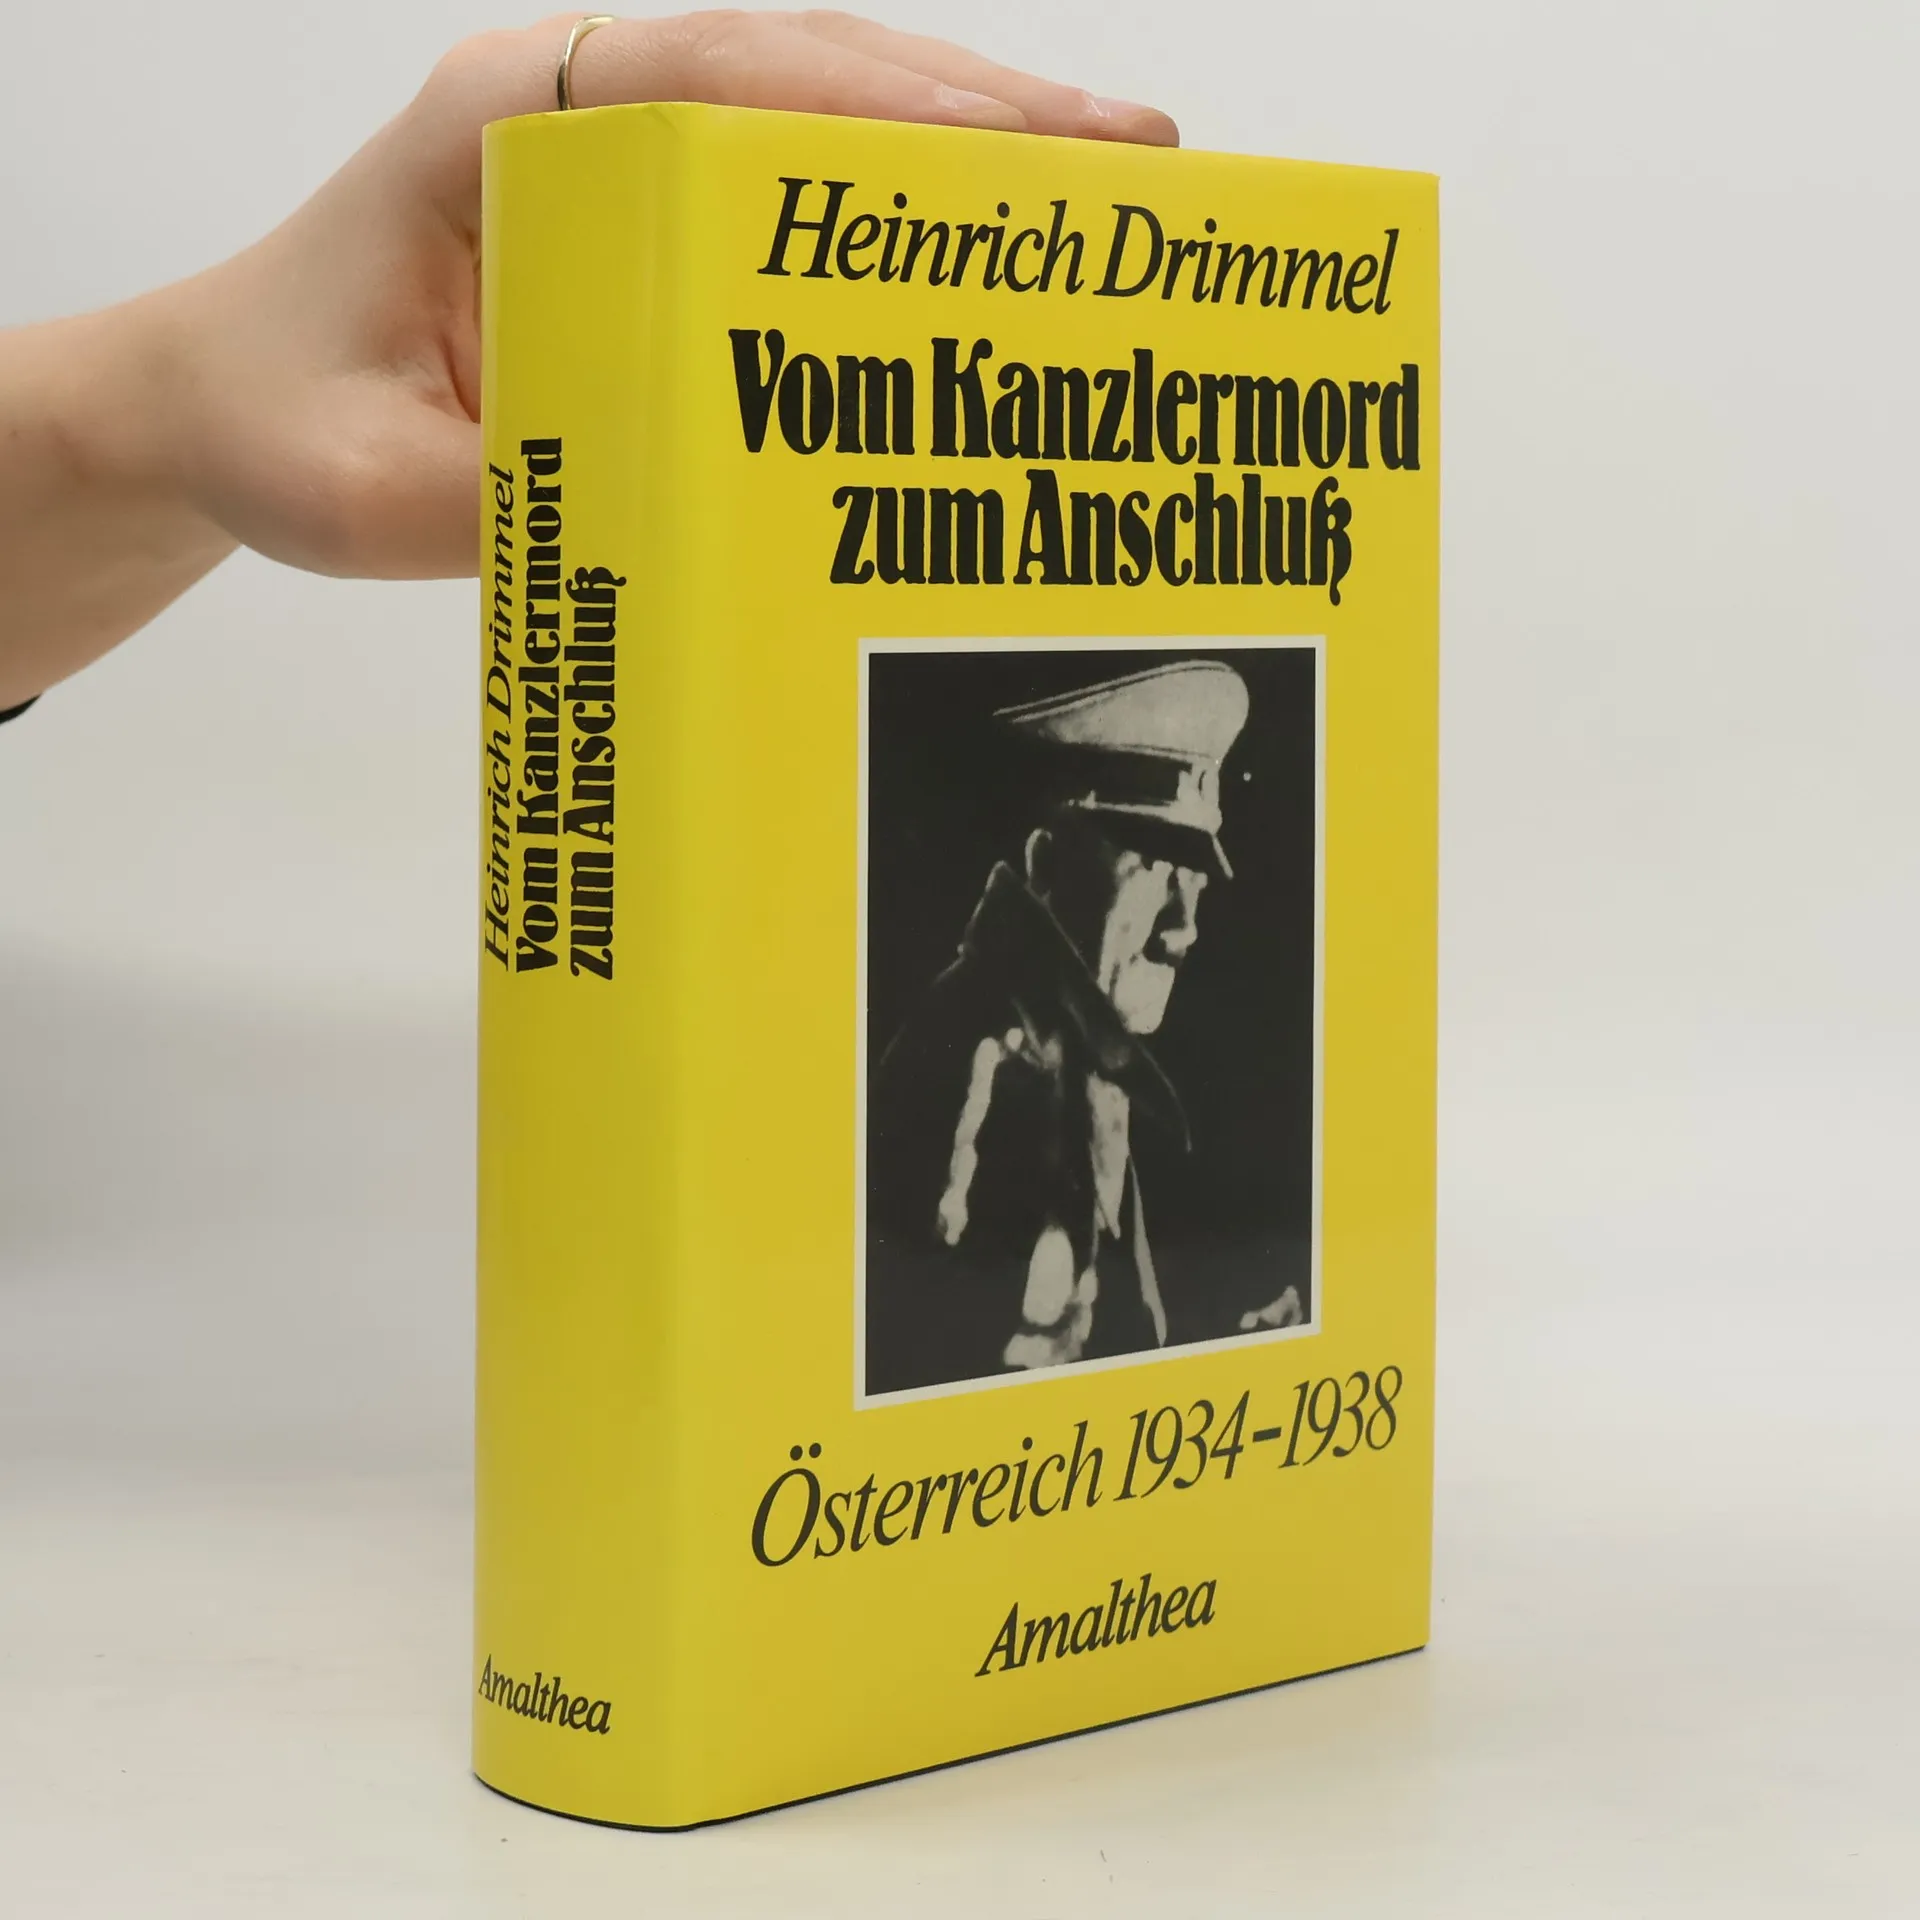 Heinrich Drimmel
Vom Kanzlermord
zum Anschluß
Österreich 1934–1938
Amalthea
Heinrich Drimmel
Vom Kanzlermord
zum Anschluß
Amalthea